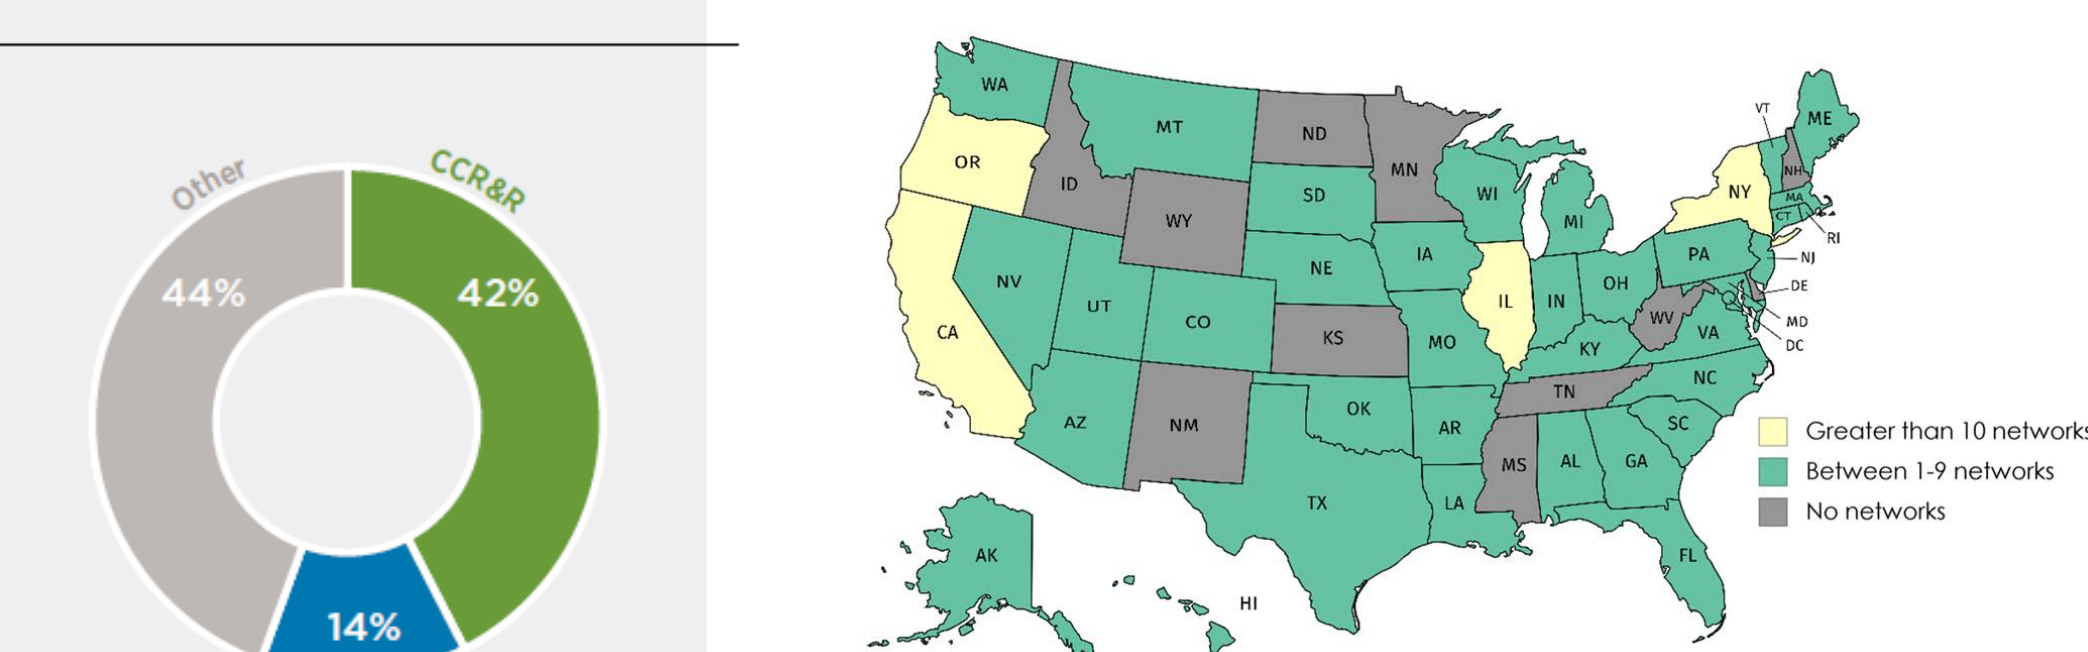 Other
CCR&R
44%
42%
14%
WA
MT
ND
MN
OR
ID
WY
SD
WI
MI
VT
ME
NH
NY
MA
CT
RI
NV
UT
CO
NE
IA
IL
IN
OH
PA
NJ
DE
CA
KS
MO
KY
WV
VA
MD
DC
AZ
NM
OK
AR
TN
NC
SC
TX
LA
MS
AL
GA
FL
AK
HI
Greater than 10 networks
Between 1-9 networks
No networks